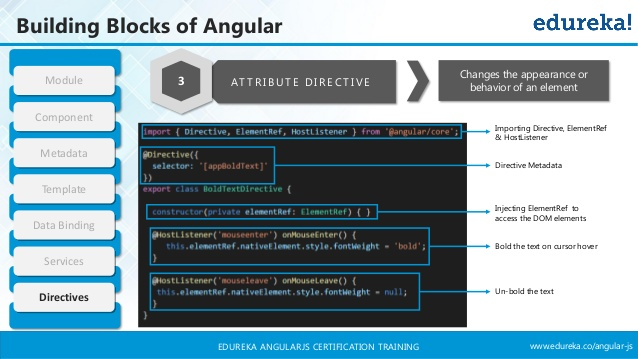 Building Blocks of Angular
edureka!
Module
Component
Metadata
Template
Data Binding
Services
Directives
3
ATTRIBUTE DIRECTIVE
Changes the appearance or
behavior of an element
import { Directive, ElementRef, HostListener } from '@angular/core';
@Directive({
selector: '[appBoldText]'
})
export class BoldTextDirective {
constructor(private elementRef: ElementRef) { }
@HostListener('mouseenter') onMouseEnter() {
this.elementRef.nativeElement.style.fontWeight = 'bold';
}
@HostListener('mouseleave') onMouseLeave() {
this.elementRef.nativeElement.style.fontWeight = null;
}
}
Importing Directive, ElementRef
& HostListener
Directive Metadata
Injecting ElementRef to
access the DOM elements
Bold the text on cursor hover
Un-bold the text
EDUREKA ANGULARJS CERTIFICATION TRAINING
www.edureka.co/angular-js